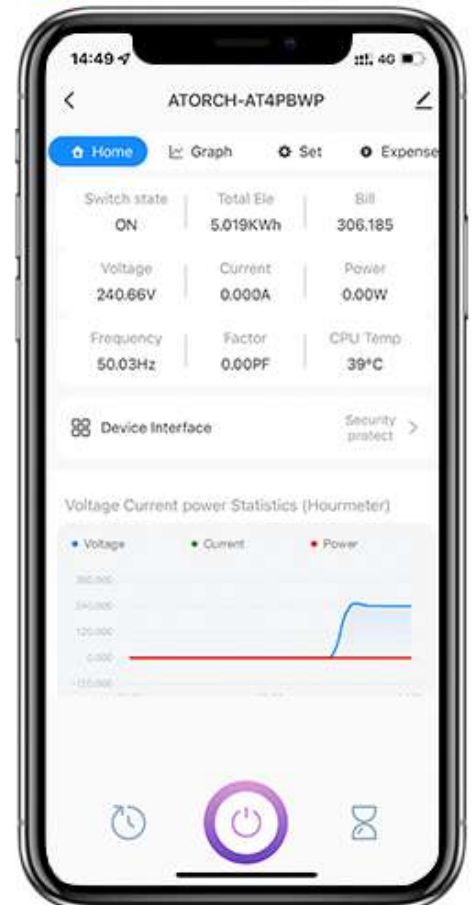 14:49 4G
ATORCH-AT4PBWP
Home Graph Set Expense
Switch state Total Ele Bill
ON 5.019KWh 306.185
Voltage Current Power
240.66V 0.000A 0.00W
Frequency Factor CPU Temp
50.03Hz 0.00PF 39°C
Device Interface Security
protect
Voltage Current power Statistics (Hourmeter)
Voltage Current Power
360.000
240.000
120.000
0.000
-120.000